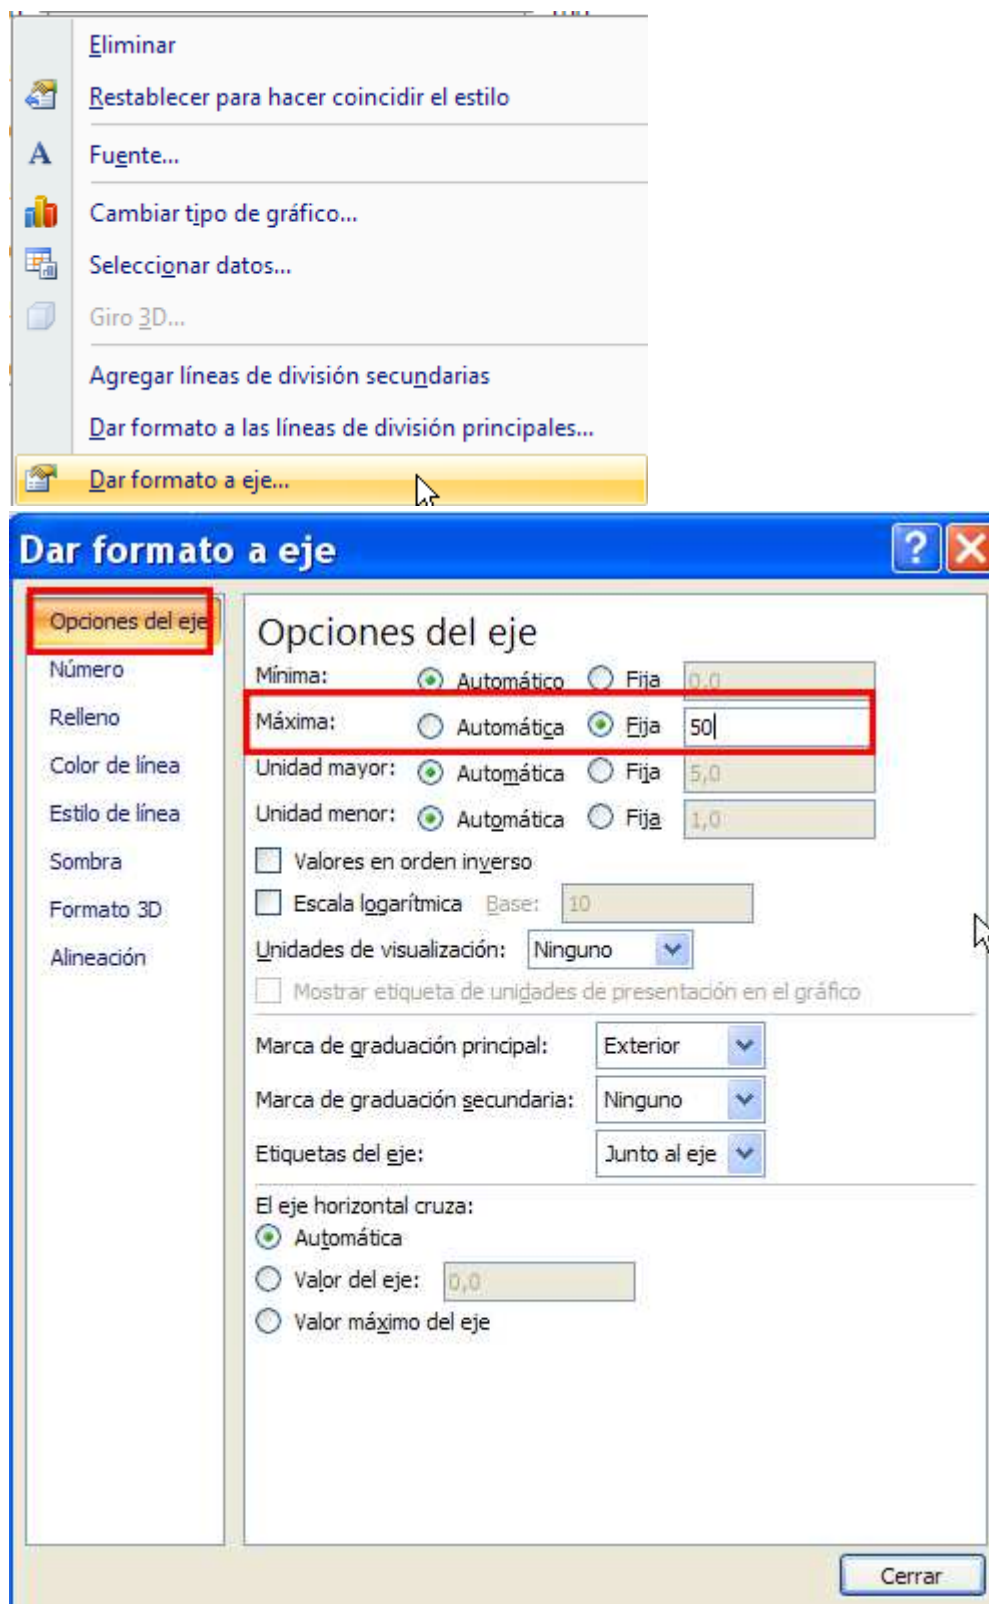 Eliminar
Restablecer para hacer coincidir el estilo
A Fuente...
Cambiar tipo de gráfico...
Seleccionar datos...
Giro 3D...
Agregar líneas de división secundarias
Dar formato a las líneas de división principales...
Dar formato a eje...
Dar formato a eje ?
Opciones del eje
Número
Relleno
Color de línea
Estilo de línea
Sombra
Formato 3D
Alineación
Opciones del eje
Mínima: Automático Fija 0,0
Máxima: Automática Fija 50
Unidad mayor: Automática Fija 5,0
Unidad menor: Automática Fija 1,0
Valores en orden inverso
Escala logarítmica Base: 10
Unidades de visualización: Ninguno
Mostrar etiqueta de unidades de presentación en el gráfico
Marca de graduación principal: Exterior
Marca de graduación secundaria: Ninguno
Etiquetas del eje: Junto al eje
El eje horizontal cruza:
Automática
Valor del eje: 0,0
Valor máximo del eje
Cerrar